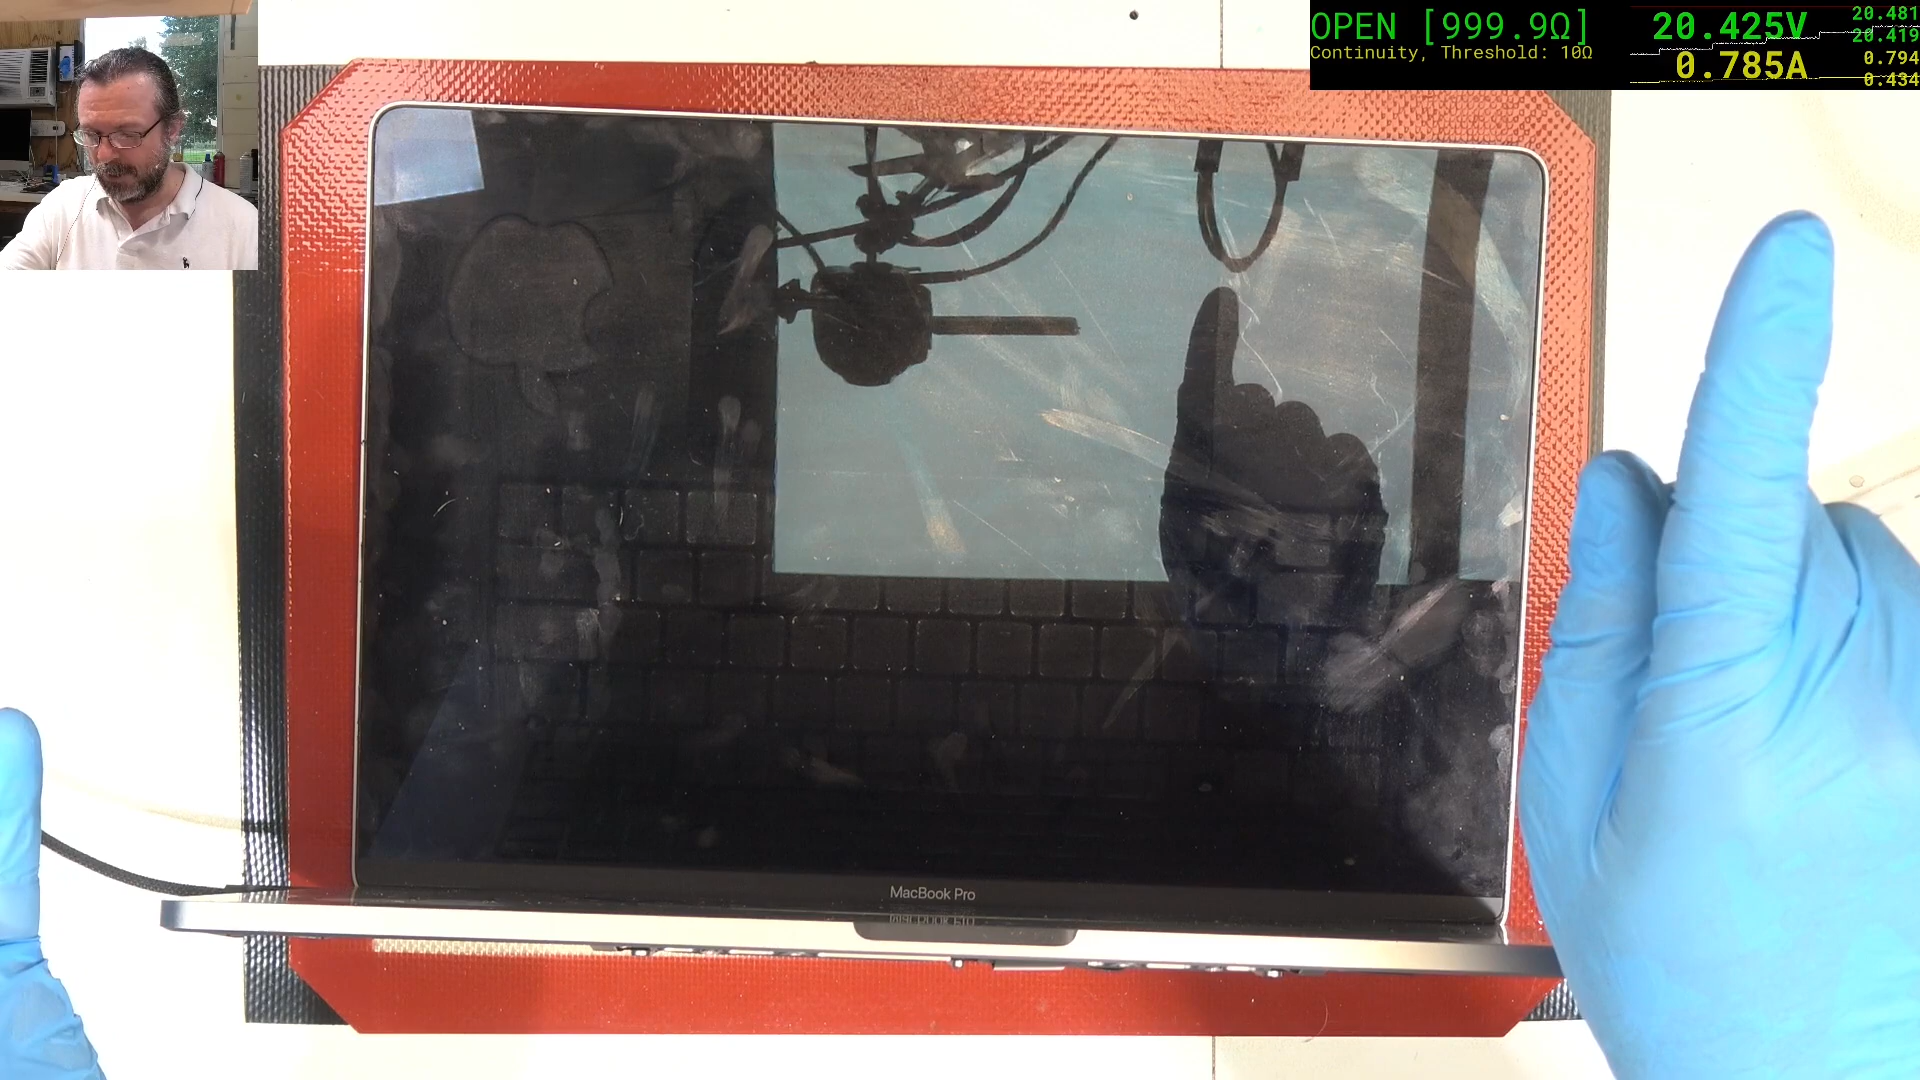 OPEN [999.9Ω]
Continuity, Threshold: 10Ω
20.425V
0.785A
20.481
20.419
0.794
0.434
MacBook Pro